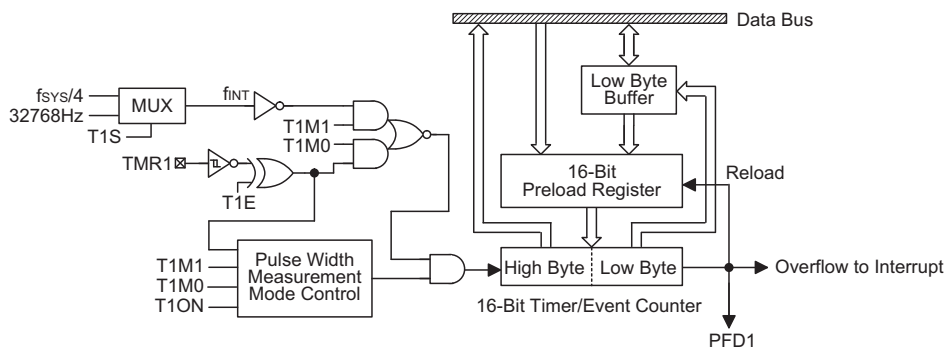 Data Bus
Low Byte
Buffer
fSYS/4
32768Hz
MUX
T1S
fINT
T1M1
T1M0
TMR1
T1E
16-Bit
Preload Register
Reload
T1M1
T1M0
T1ON
Pulse Width
Measurement
Mode Control
High Byte
Low Byte
Overflow to Interrupt
16-Bit Timer/Event Counter
PFD1